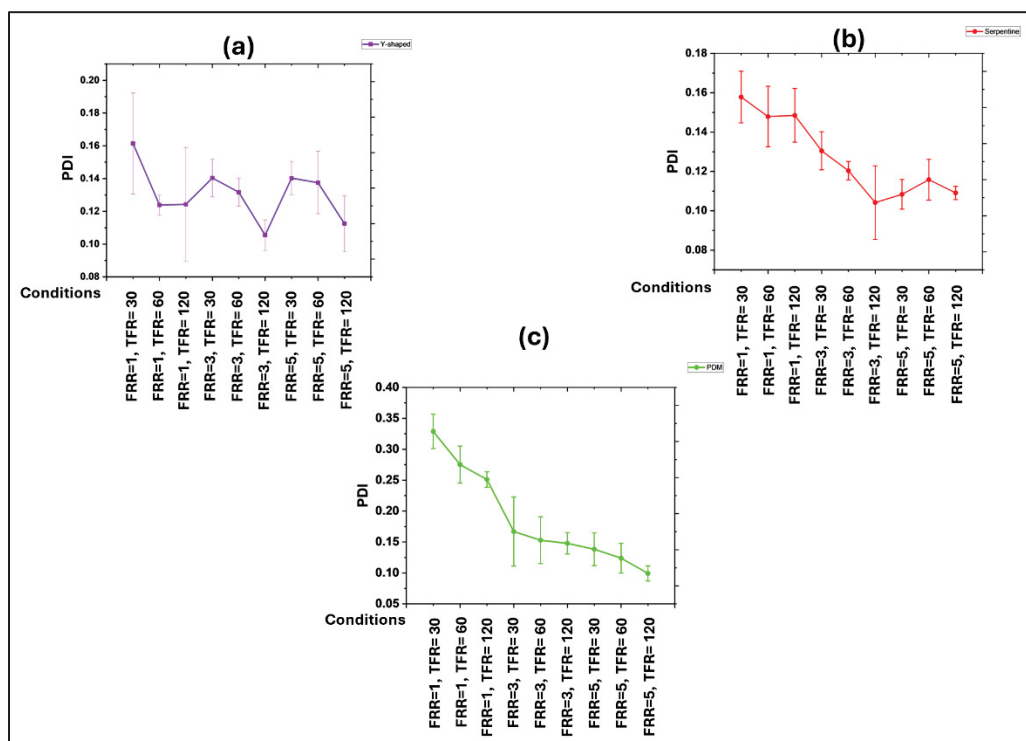 (a)
Y-shaped
0.20
0.18
0.16
0.14
0.12
0.10
0.08
PDI
Conditions
FRR=1, TFR= 30
FRR=1, TFR= 60
FRR=1, TFR= 120
FRR=3, TFR= 30
FRR=3, TFR= 60
FRR=3, TFR= 120
FRR=5, TFR= 30
FRR=5, TFR= 60
FRR=5, TFR= 120
(b)
Serpentine
0.18
0.16
0.14
0.12
0.10
0.08
PDI
Conditions
FRR=1, TFR= 30
FRR=1, TFR= 60
FRR=1, TFR= 120
FRR=3, TFR= 30
FRR=3, TFR= 60
FRR=3, TFR= 120
FRR=5, TFR= 30
FRR=5, TFR= 60
FRR=5, TFR= 120
(c)
PDM
0.40
0.35
0.30
0.25
0.20
0.15
0.10
0.05
PDI
Conditions
FRR=1, TFR= 30
FRR=1, TFR= 60
FRR=1, TFR= 120
FRR=3, TFR= 30
FRR=3, TFR= 60
FRR=3, TFR= 120
FRR=5, TFR= 30
FRR=5, TFR= 60
FRR=5, TFR= 120